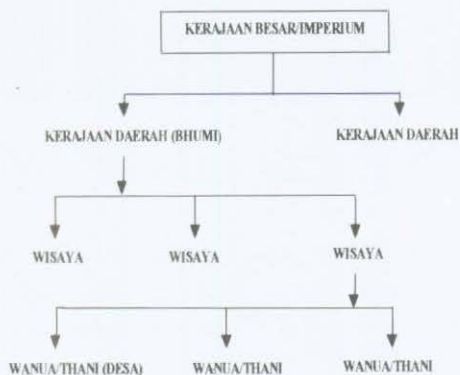 KERAJAAN BESAR/IMPERIUM
KERAJAAN DAERAH (BHUMI)
KERAJAAN DAERAH
WISAYA
WISAYA
WISAYA
WANUA/THANI (DESA)
WANUA/THANI
WANUA/THANI